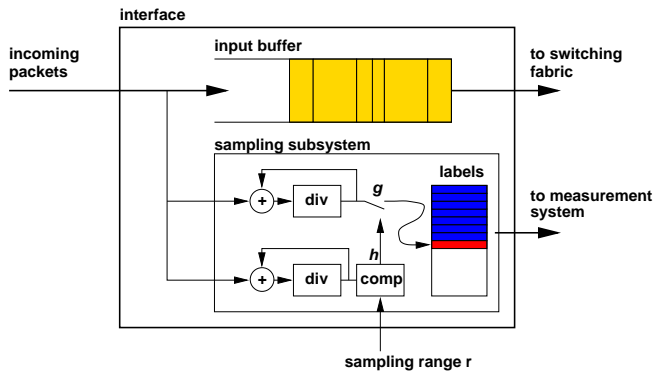 interface
incoming
packets
input buffer
to switching
fabric
sampling subsystem
labels
g
+
div
to measurement
system
h
+
div
comp
sampling range r